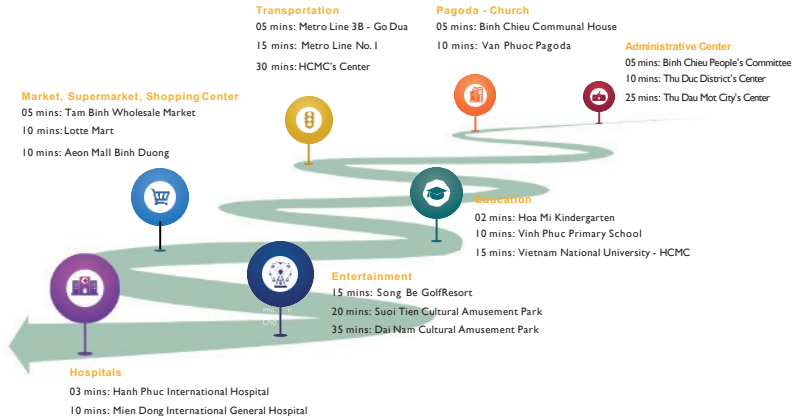 Transportation
05 mins: Metro Line 3B - Go Dua
15 mins: Metro Line No.1
30 mins: HCMC's Center
Pagoda - Church
05 mins: Binh Chieu Communal House
10 mins: Van Phuoc Pagoda
Administrative Center
05 mins: Binh Chieu People's Committee
10 mins: Thu Duc District's Center
25 mins: Thu Dau Mot City's Center
Market, Supermarket, Shopping Center
05 mins: Tam Binh Wholesale Market
10 mins: Lotte Mart
10 mins: Aeon Mall Binh Duong
Education
02 mins: Hoa Mi Kindergarten
10 mins: Vinh Phuc Primary School
15 mins: Vietnam National University - HCMC
Entertainment
15 mins: Song Be Golf Resort
20 mins: Suoi Tien Cultural Amusement Park
35 mins: Dai Nam Cultural Amusement Park
Hospitals
03 mins: Hanh Phuc International Hospital
10 mins: Mien Dong International General Hospital